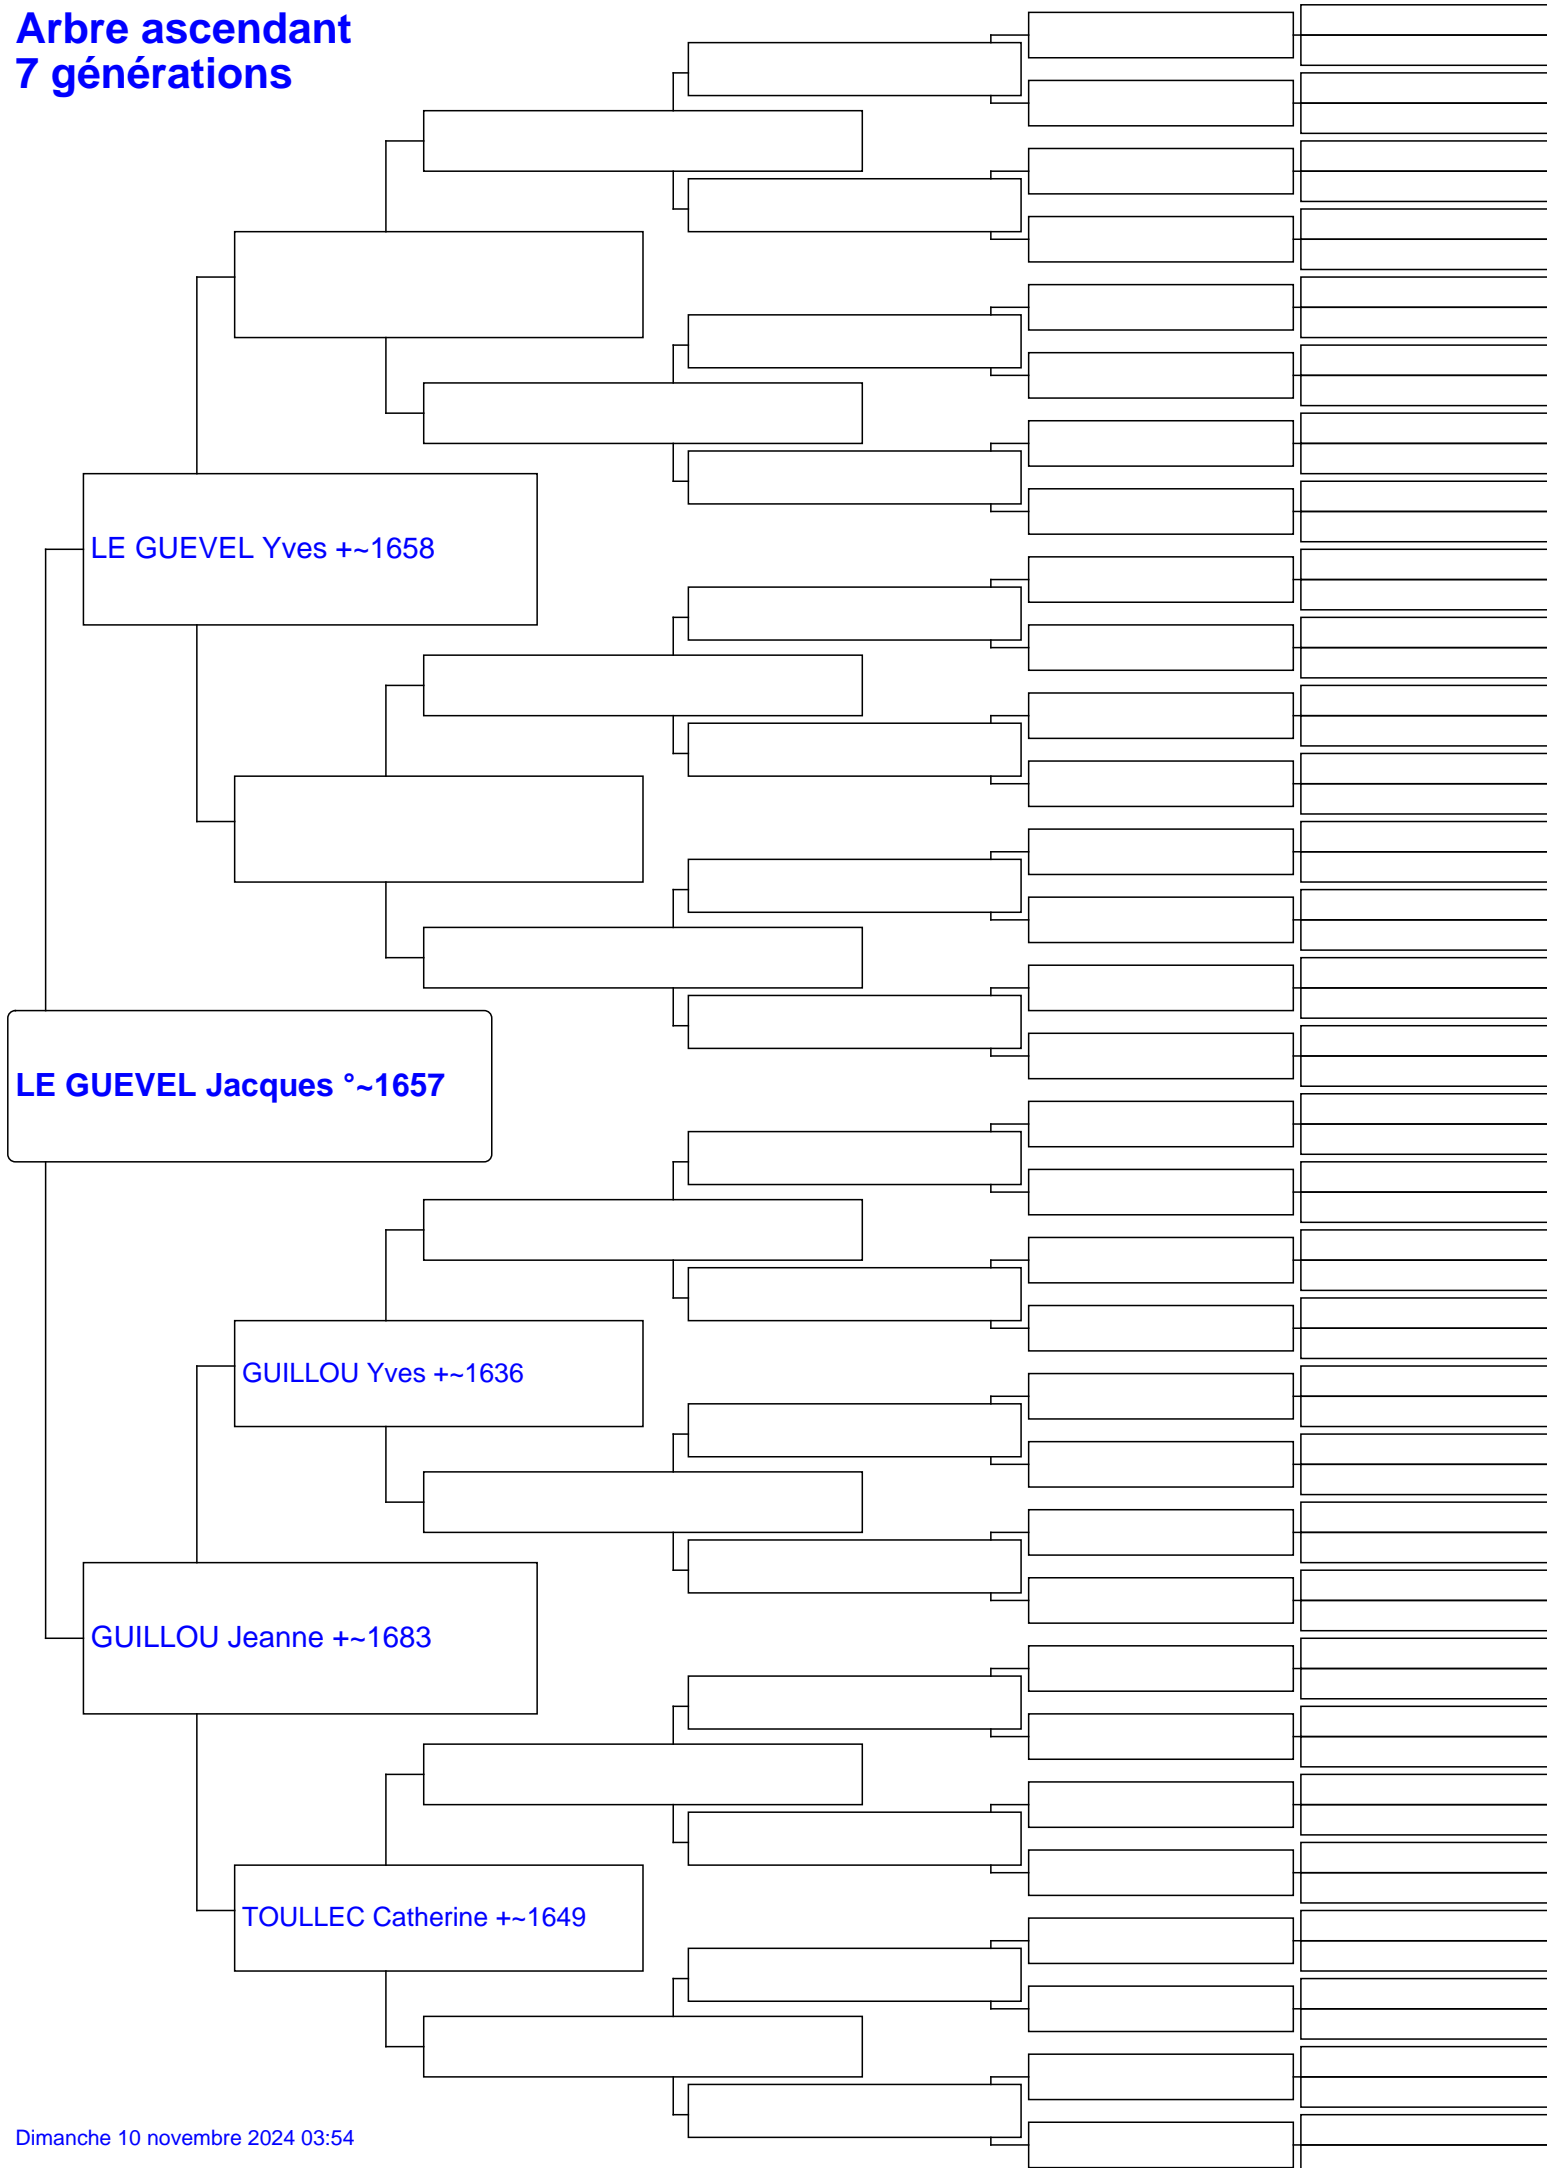 Arbre ascendant
7 générations
LE GUEVEL Yves +~1658
LE GUEVEL Jacques °~1657
GUILLOU Yves +~1636
GUILLOU Jeanne +~1683
TOULLEC Catherine +~1649
Dimanche 10 novembre 2024 03:54